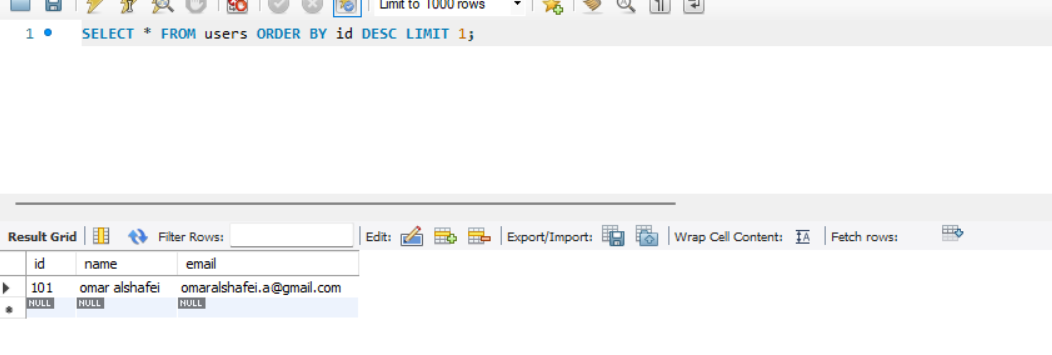 Limit to 1000 rows
1 SELECT * FROM users ORDER BY id DESC LIMIT 1;
Result Grid Filter Rows: Edit: Export/Import: Wrap Cell Content: Fetch rows:
id name email
101 omar alshafei omaralshafei.a@gmail.com
NULL NULL NULL